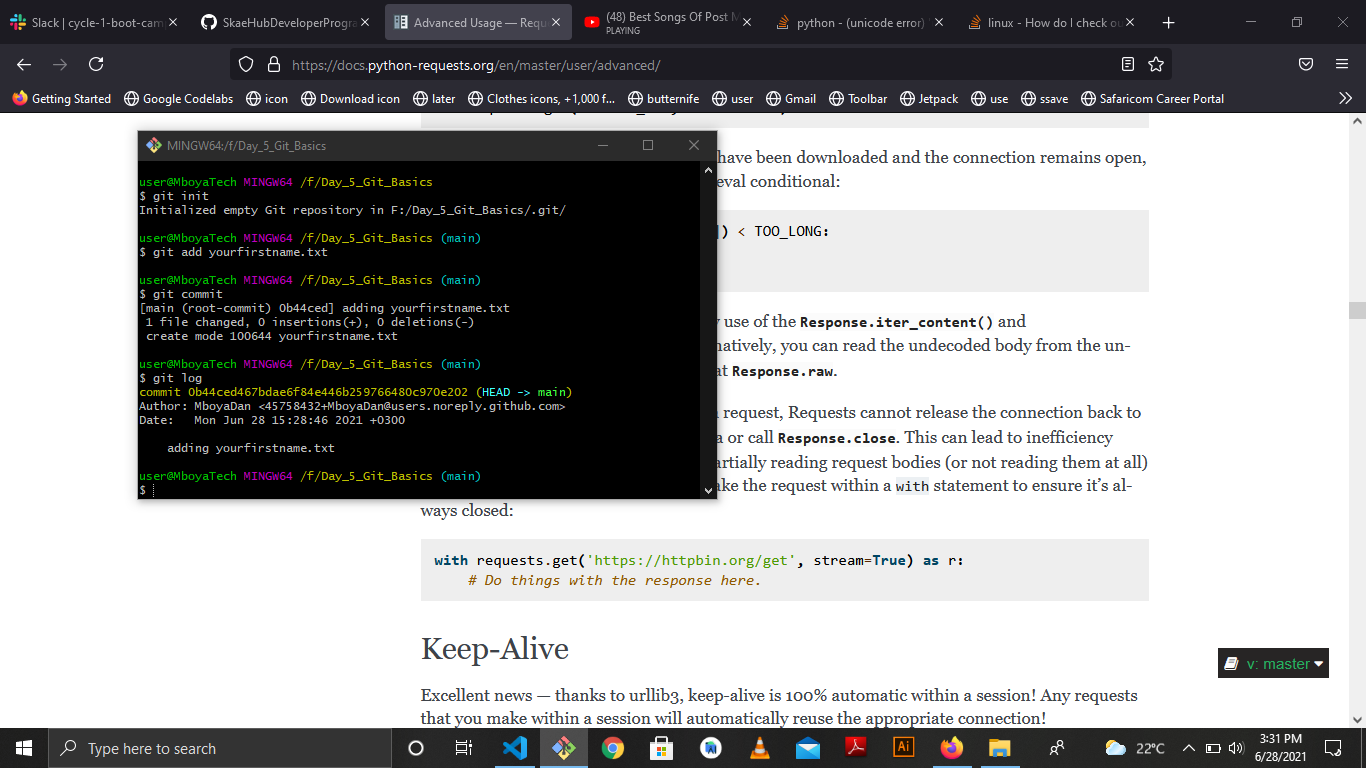 Slack | cycle-1-boot-cam
SkaeHubDeveloperProgra
Advanced Usage — Requ
(48) Best Songs Of Post M
PLAYING
python - (unicode error)
linux - How do I check ou
https://docs.python-requests.org/en/master/user/advanced/
Getting Started
Google Codelabs
icon
Download icon
later
Clothes icons, +1,000 f...
butternife
user
Gmail
Toolbar
Jetpack
use
ssave
Safaricom Career Portal
MINGW64:/f/Day_5_Git_Basics
user@MboyaTech MINGW64 /f/Day_5_Git_Basics
$ git init
Initialized empty Git repository in F:/Day_5_Git_Basics/.git/
user@MboyaTech MINGW64 /f/Day_5_Git_Basics (main)
$ git add yourfirstname.txt
user@MboyaTech MINGW64 /f/Day_5_Git_Basics (main)
$ git commit
[main (root-commit) 0b44ced] adding yourfirstname.txt
1 file changed, 0 insertions(+), 0 deletions(-)
create mode 100644 yourfirstname.txt
user@MboyaTech MINGW64 /f/Day_5_Git_Basics (main)
$ git log
commit 0b44ced467bdae6f84e446b259766480c970e202 (HEAD -> main)
Author: MboyaDan <45758432+MboyaDan@users.noreply.github.com>
Date:   Mon Jun 28 15:28:46 2021 +0300
adding yourfirstname.txt
user@MboyaTech MINGW64 /f/Day_5_Git_Basics (main)
$
have been downloaded and the connection remains open,
eval conditional:
) < TOO_LONG:
use of the Response.iter_content() and
natively, you can read the undecoded body from the un-
at Response.raw.
request, Requests cannot release the connection back to
a or call Response.close. This can lead to inefficiency
artially reading request bodies (or not reading them at all)
ake the request within a with statement to ensure it's al-
ways closed:
with requests.get('https://httpbin.org/get', stream=True) as r:
# Do things with the response here.
Keep-Alive
Excellent news — thanks to urllib3, keep-alive is 100% automatic within a session! Any requests
that you make within a session will automatically reuse the appropriate connection!
v: master
Type here to search
Ai
22°C
3:31 PM
6/28/2021